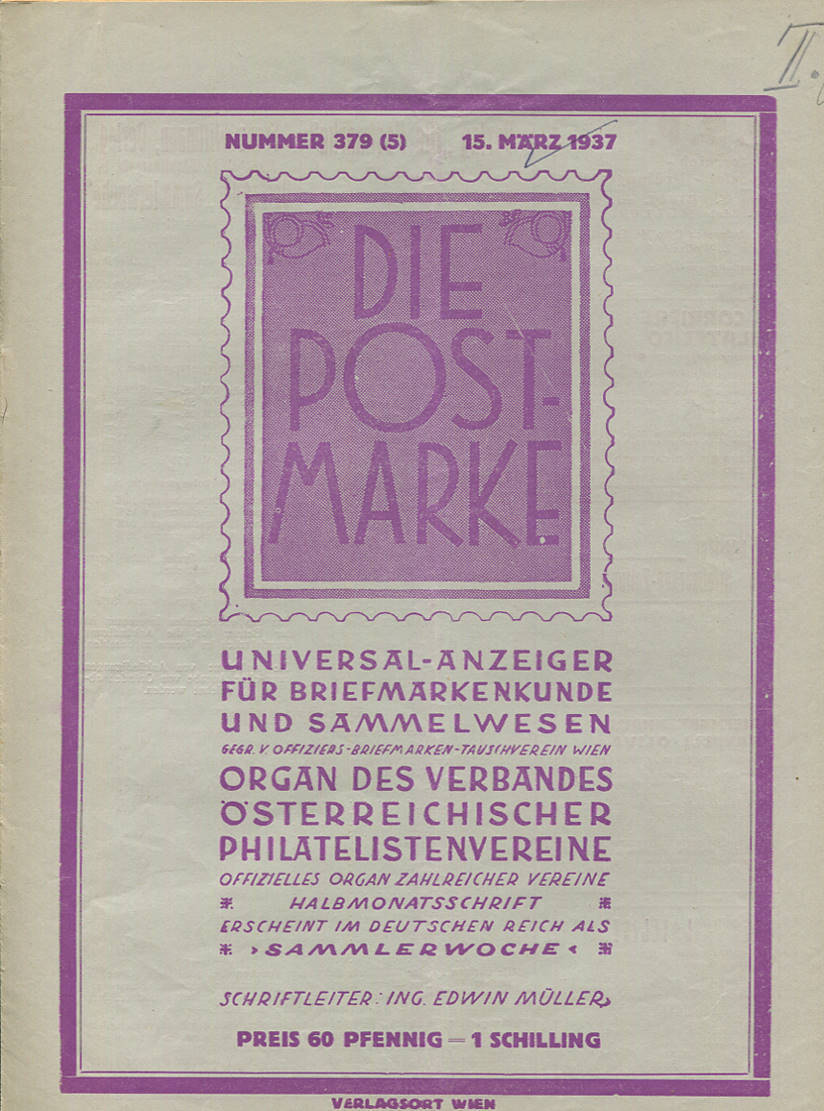 II.
NUMMER 379 (5) 15. MÄRZ 1937
DIE
POST-
MARKE
UNIVERSAL-ANZEIGER
FÜR BRIEFMARKENKUNDE
UND SAMMELWESEN
GEGR. V. OFFIZIERS-BRIEFMARKEN-TAUSCHVEREIN WIEN
ORGAN DES VERBANDES
ÖSTERREICHISCHER
PHILATELISTENVEREINE
OFFIZIELLES ORGAN ZAHLREICHER VEREINE
HALBMONATSSCHRIFT
ERSCHEINT IM DEUTSCHEN REICH ALS
› SAMMLERWOCHE ‹
SCHRIFTLEITER: ING. EDWIN MÜLLER
PREIS 60 PFENNIG = 1 SCHILLING
VERLAGSORT WIEN